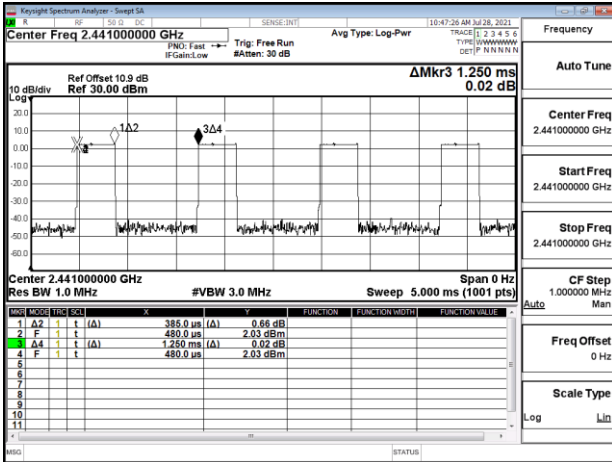 Keysight Spectrum Analyzer - Swept SA
R RF 50 Ω DC SENSE:INT 10:47:26 AM Jul 28, 2021
Center Freq 2.441000000 GHz
PNO: Fast
IFGain:Low
Trig: Free Run
#Atten: 30 dB
Avg Type: Log-Pwr
TRACE 1 2 3 4 5 6
TYPE WWWWWW
DET P NNNNN
ΔMkr3 1.250 ms
0.02 dB
Ref Offset 10.9 dB
10 dB/div Ref 30.00 dBm
Log
20.0
10.0
0.00
-10.0
-20.0
-30.0
-40.0
-50.0
-60.0
1Δ2
3Δ4
Center 2.441000000 GHz Span 0 Hz
Res BW 1.0 MHz #VBW 3.0 MHz Sweep 5.000 ms (1001 pts)
MKR MODE TRC SCL X Y FUNCTION FUNCTION WIDTH FUNCTION VALUE
1 Δ2 1 t (Δ) 385.0 µs (Δ) 0.66 dB
2 F 1 t 480.0 µs 2.03 dBm
3 Δ4 1 t (Δ) 1.250 ms (Δ) 0.02 dB
4 F 1 t 480.0 µs 2.03 dBm
5
6
7
8
9
10
11
MSG STATUS
Frequency
Auto Tune
Center Freq
2.441000000 GHz
Start Freq
2.441000000 GHz
Stop Freq
2.441000000 GHz
CF Step
1.000000 MHz
Auto Man
Freq Offset
0 Hz
Scale Type
Log Lin